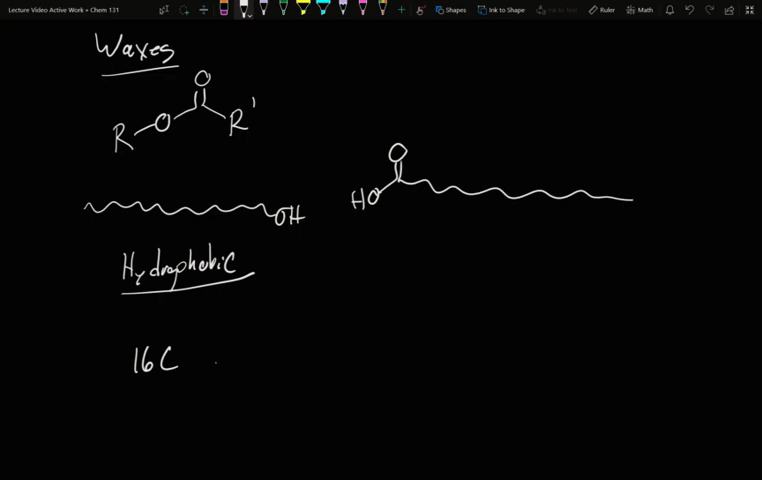 Lecture Video Active Work • Chem 131
Shapes Ink to Shape Ink to Text Ruler Math
Waxes
O
R O R'
O
HO
OH
Hydrophobic
16C